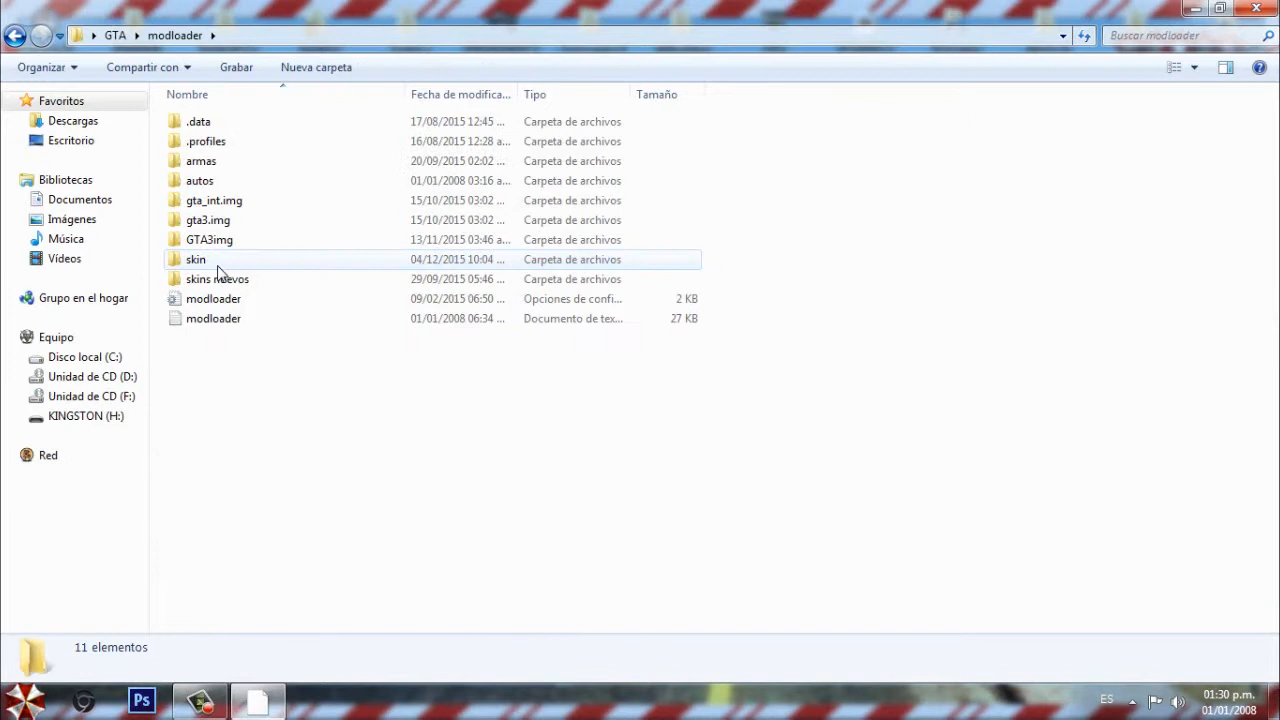 GTA modloader Buscar modloader
Organizar Compartir con Grabar Nueva carpeta
Nombre Fecha de modifica... Tipo Tamaño
Favoritos
Descargas
Escritorio
Bibliotecas
Documentos
Imágenes
Música
Vídeos
Grupo en el hogar
Equipo
Disco local (C:)
Unidad de CD (D:)
Unidad de CD (F:)
KINGSTON (H:)
Red
.data 17/08/2015 12:45 ... Carpeta de archivos
.profiles 16/08/2015 12:28 a... Carpeta de archivos
armas 20/09/2015 02:02 ... Carpeta de archivos
autos 01/01/2008 03:16 a... Carpeta de archivos
gta_int.img 15/10/2015 03:02 ... Carpeta de archivos
gta3.img 15/10/2015 03:02 ... Carpeta de archivos
GTA3img 13/11/2015 03:46 a... Carpeta de archivos
skin 04/12/2015 10:04 ... Carpeta de archivos
skins nuevos 29/09/2015 05:46 ... Carpeta de archivos
modloader 09/02/2015 06:50 ... Opciones de confi... 2 KB
modloader 01/01/2008 06:34 ... Documento de tex... 27 KB
11 elementos
Ps
ES
01:30 p.m.
01/01/2008